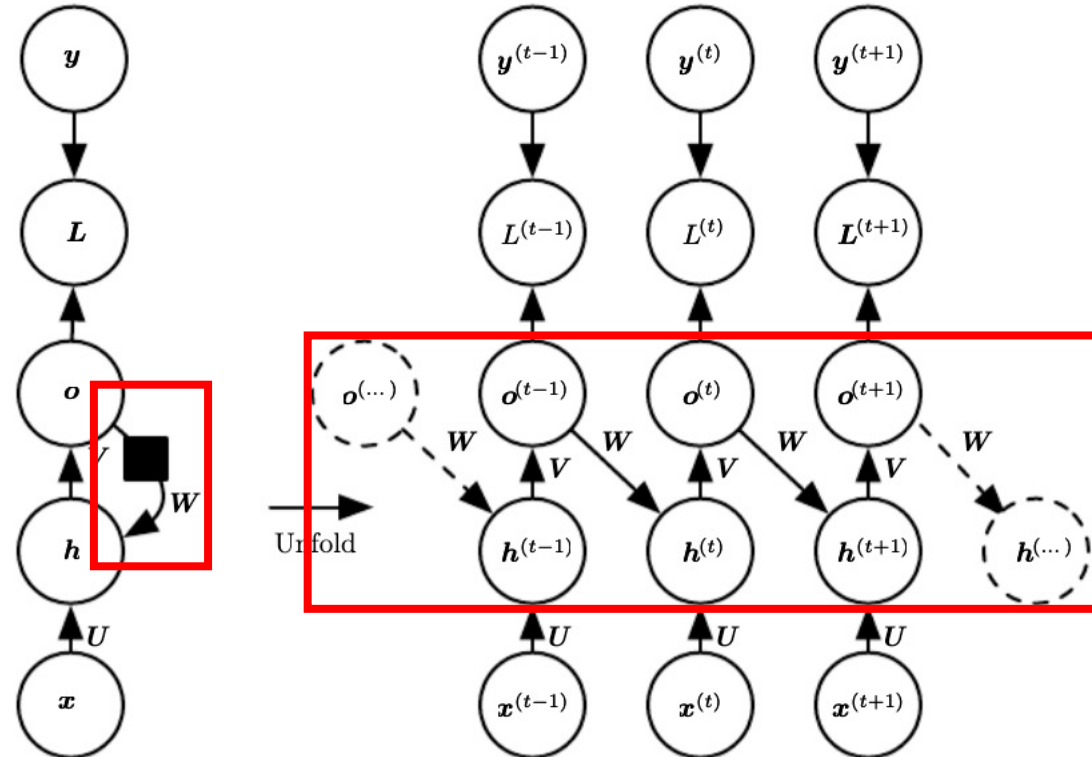 y y^(t−1) y^(t) y^(t+1)
L L^(t−1) L^(t) L^(t+1)
o o^(...) o^(t−1) o^(t) o^(t+1)
W W W W
V V V V
W
Unfold
h h^(t−1) h^(t) h^(t+1) h^(...)
U U U U
x x^(t−1) x^(t) x^(t+1)